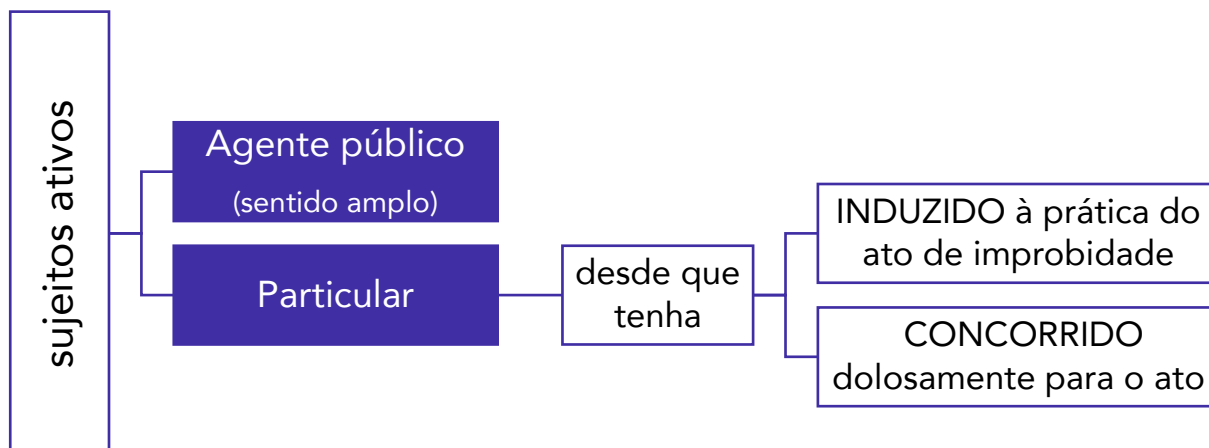 sujeitos ativos
Agente público
(sentido amplo)
Particular
desde que
tenha
INDUZIDO à prática do
ato de improbidade
CONCORRIDO
dolosamente para o ato